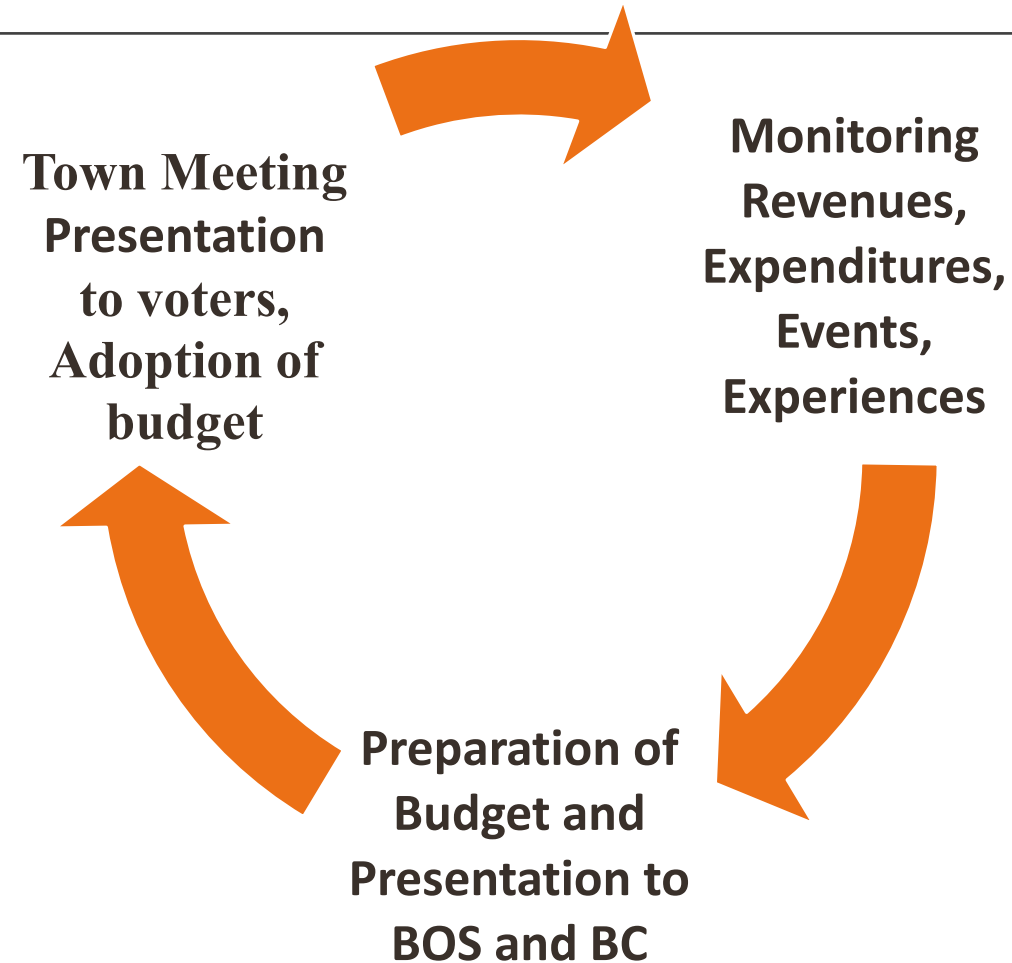 Town Meeting
Presentation
to voters,
Adoption of
budget
Monitoring
Revenues,
Expenditures,
Events,
Experiences
Preparation of
Budget and
Presentation to
BOS and BC